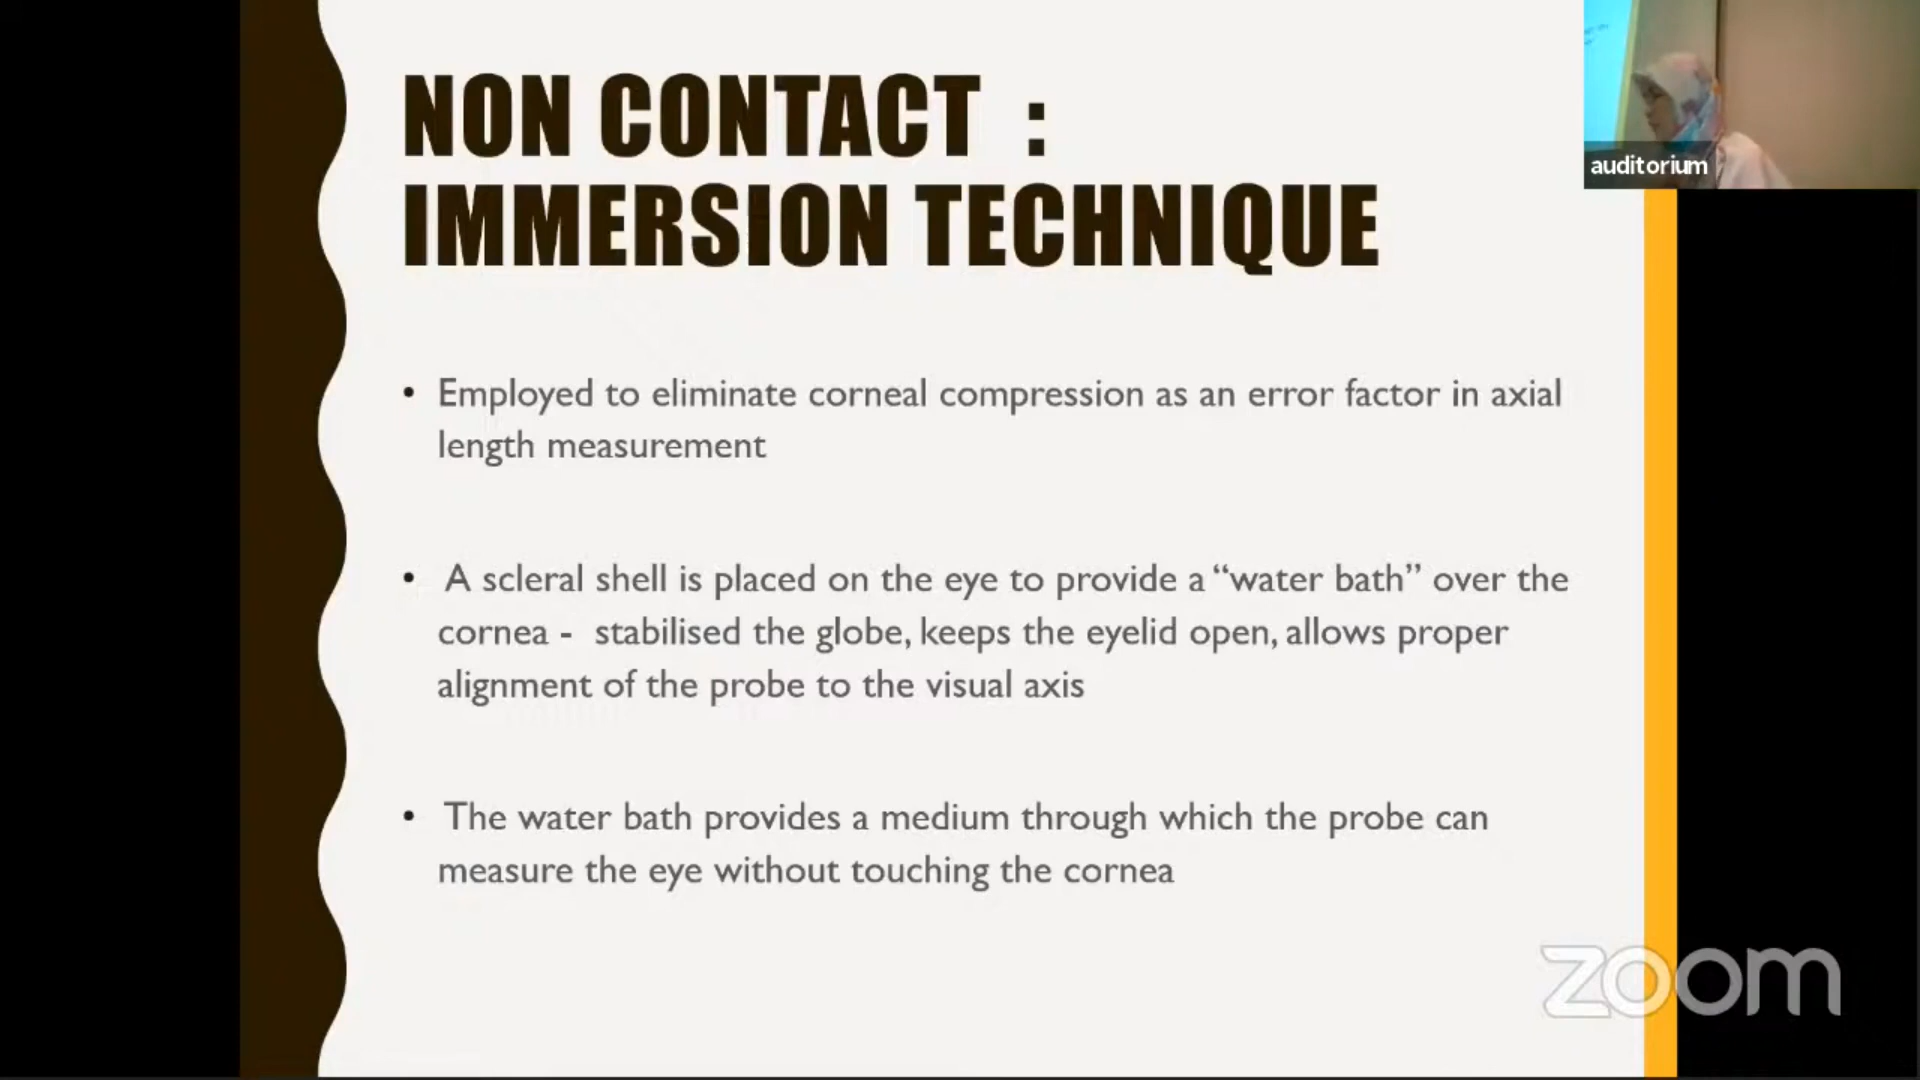 NON CONTACT :
IMMERSION TECHNIQUE
auditorium
• Employed to eliminate corneal compression as an error factor in axial
length measurement
• A scleral shell is placed on the eye to provide a “water bath” over the
cornea - stabilised the globe, keeps the eyelid open, allows proper
alignment of the probe to the visual axis
• The water bath provides a medium through which the probe can
measure the eye without touching the cornea
zoom